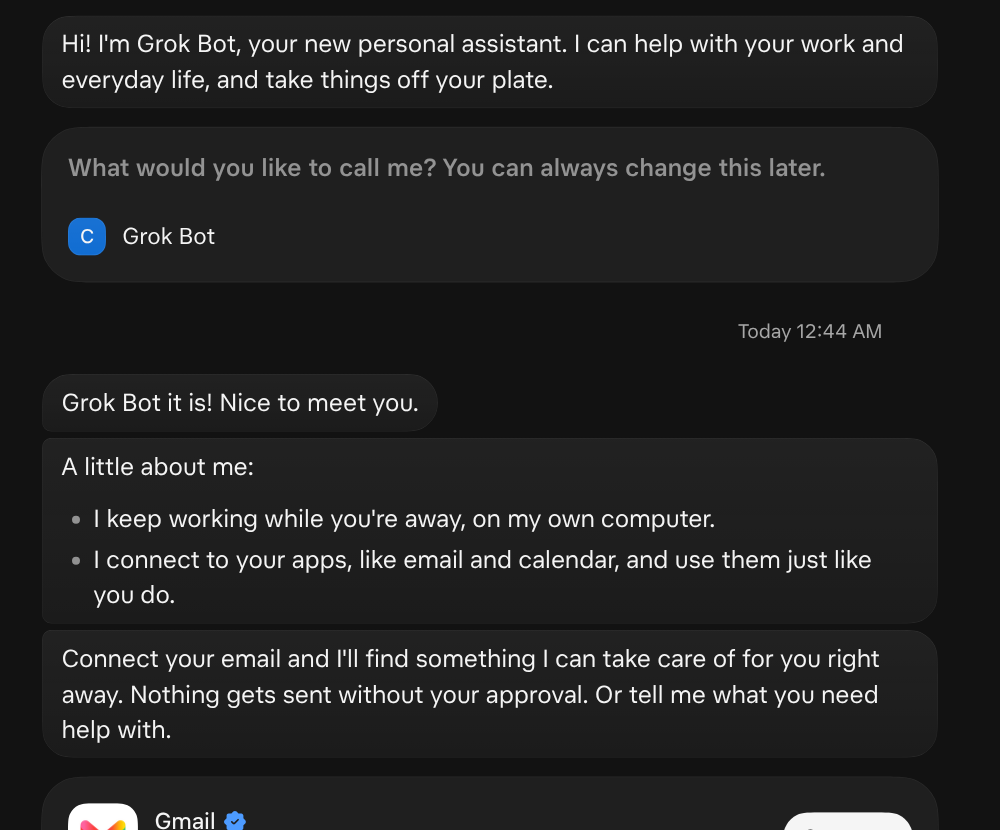 Hi! I'm Grok Bot, your new personal assistant. I can help with your work and
everyday life, and take things off your plate.
What would you like to call me? You can always change this later.
C Grok Bot
Today 12:44 AM
Grok Bot it is! Nice to meet you.
A little about me:
• I keep working while you're away, on my own computer.
• I connect to your apps, like email and calendar, and use them just like
you do.
Connect your email and I'll find something I can take care of for you right
away. Nothing gets sent without your approval. Or tell me what you need
help with.
Gmail